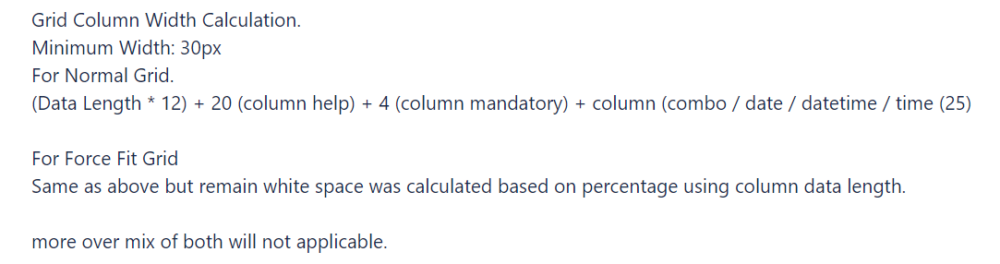 Grid Column Width Calculation.
Minimum Width: 30px
For Normal Grid.
(Data Length * 12) + 20 (column help) + 4 (column mandatory) + column (combo / date / datetime / time (25)
For Force Fit Grid
Same as above but remain white space was calculated based on percentage using column data length.
more over mix of both will not applicable.